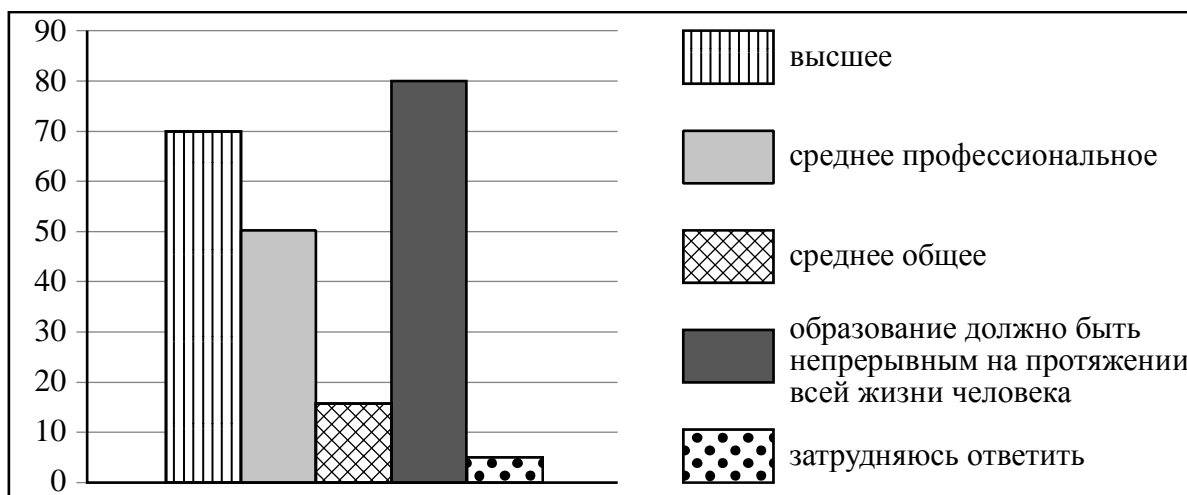 90
80
70
60
50
40
30
20
10
0
высшее
среднее профессиональное
среднее общее
образование должно быть
непрерывным на протяжении
всей жизни человека
затрудняюсь ответить